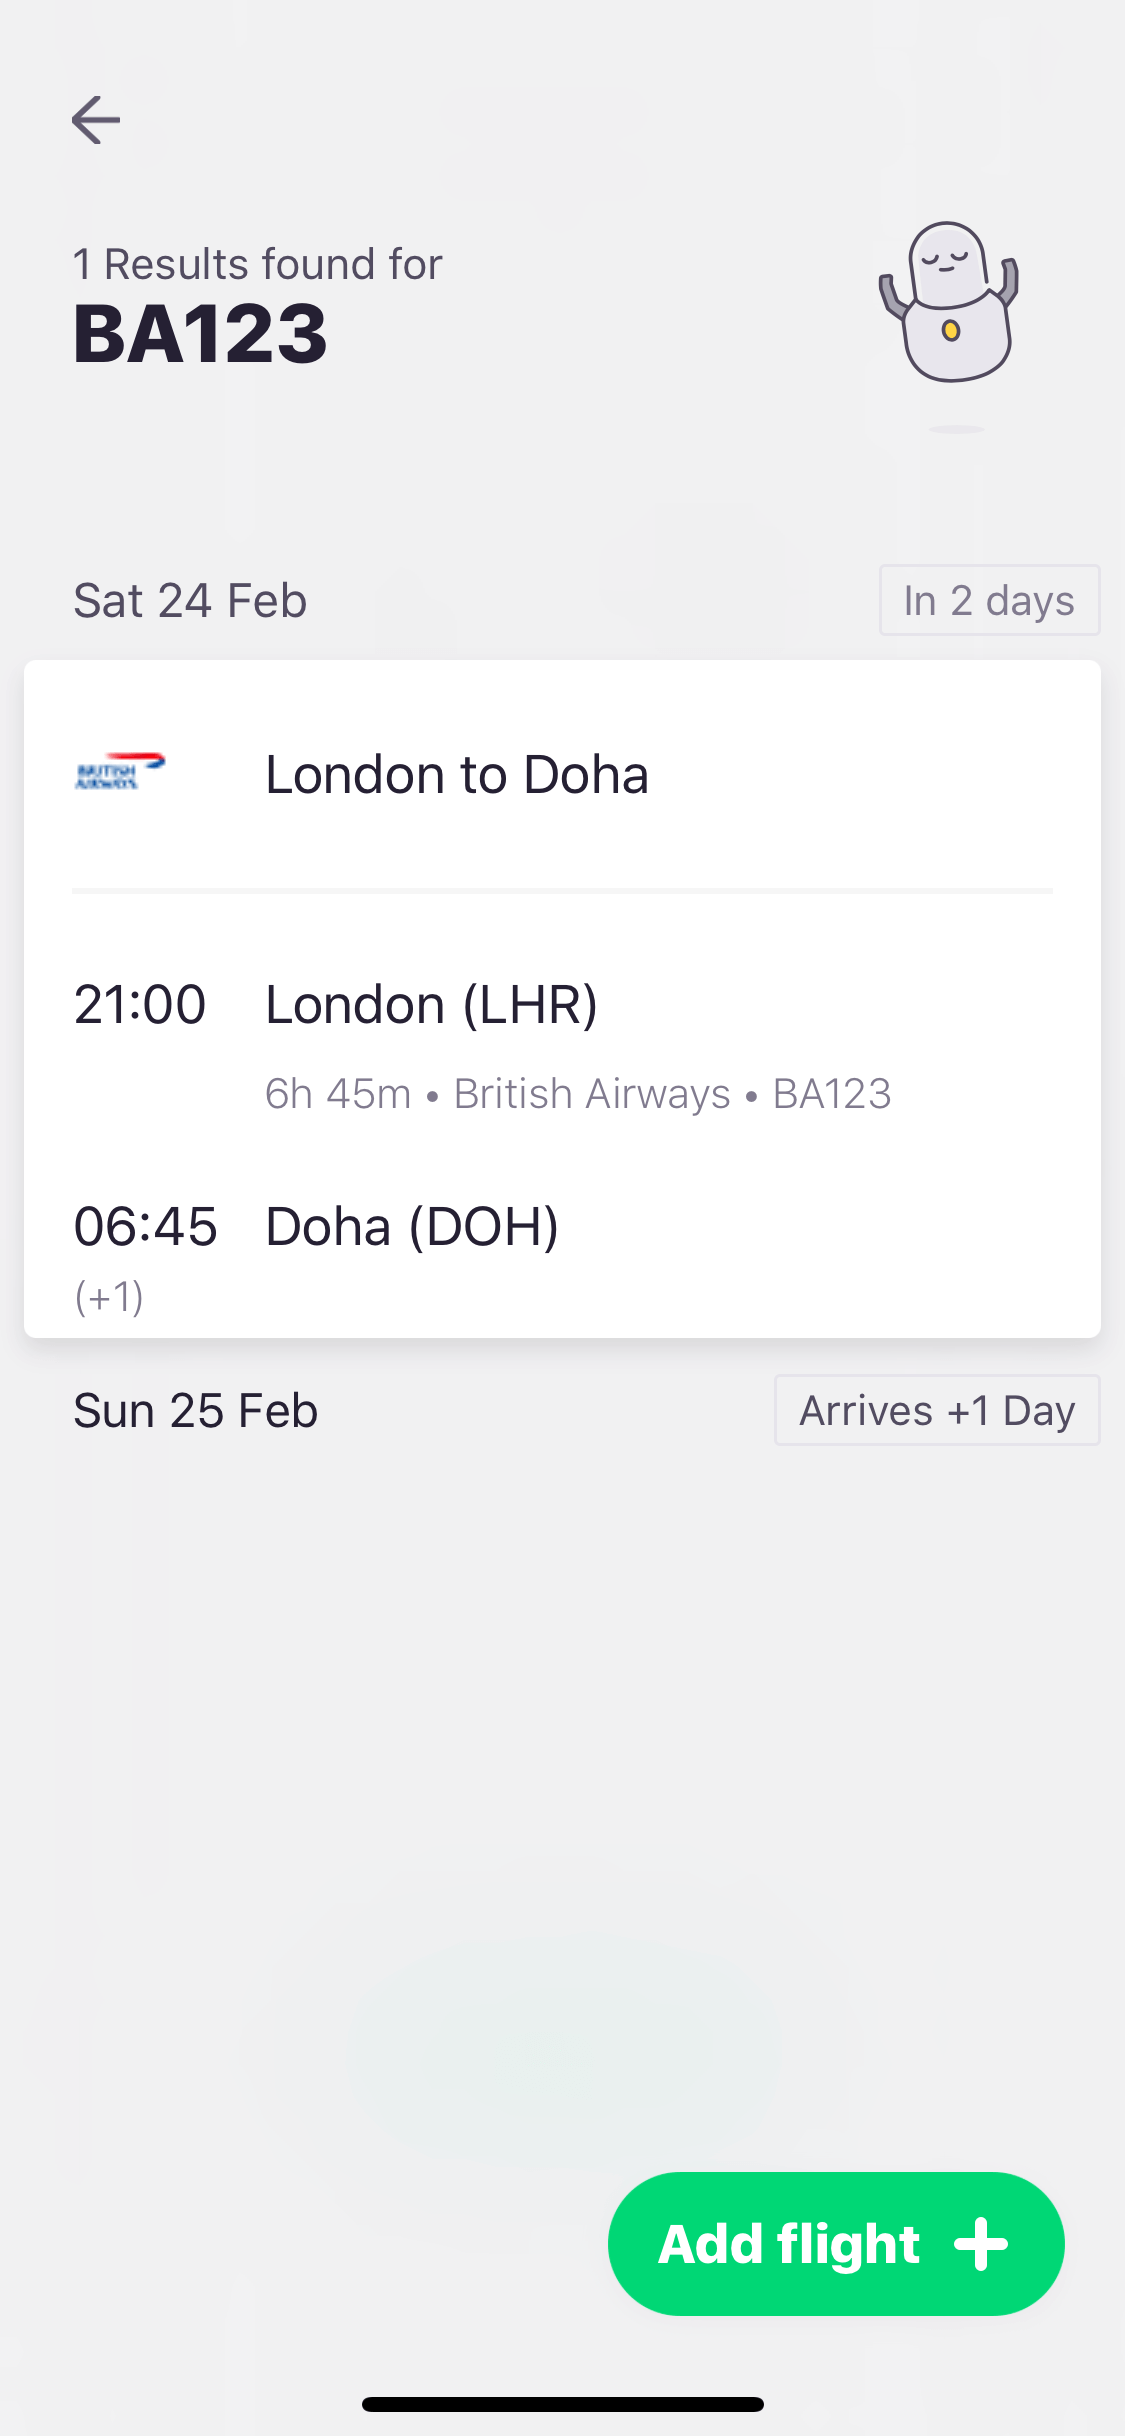 1 Results found for
BA123
Sat 24 Feb
In 2 days
BRITISH
AIRWAYS
London to Doha
21:00 London (LHR)
6h 45m • British Airways • BA123
06:45 Doha (DOH)
(+1)
Sun 25 Feb
Arrives +1 Day
Add flight +